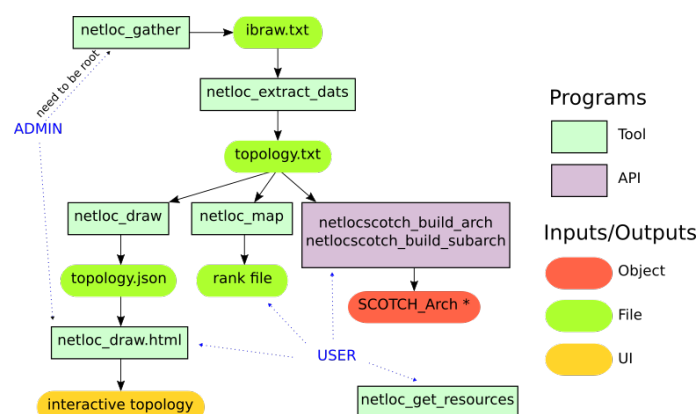 netloc_gather
ibraw.txt
need to be root
netloc_extract_dats
ADMIN
topology.txt
netloc_draw
netloc_map
netlocscotch_build_arch
netlocscotch_build_subarch
topology.json
rank file
SCOTCH_Arch *
netloc_draw.html
USER
interactive topology
netloc_get_resources
Programs
Tool
API
Inputs/Outputs
Object
File
UI